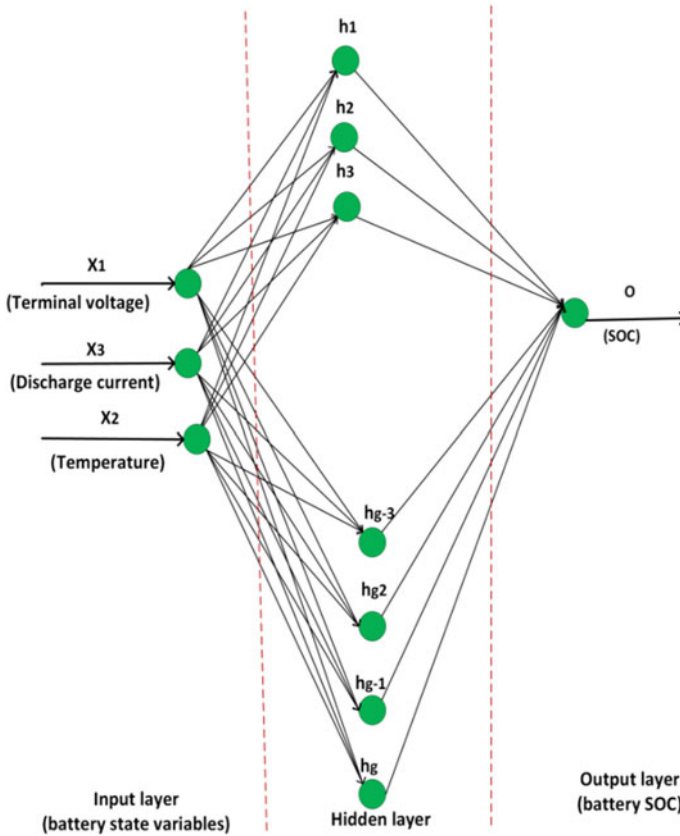 h1
h2
h3
X1
(Terminal voltage)
X3
(Discharge current)
X2
(Temperature)
O
(SOC)
hg-3
hg2
hg-1
hg
Input layer
(battery state variables)
Hidden layer
Output layer
(battery SOC)